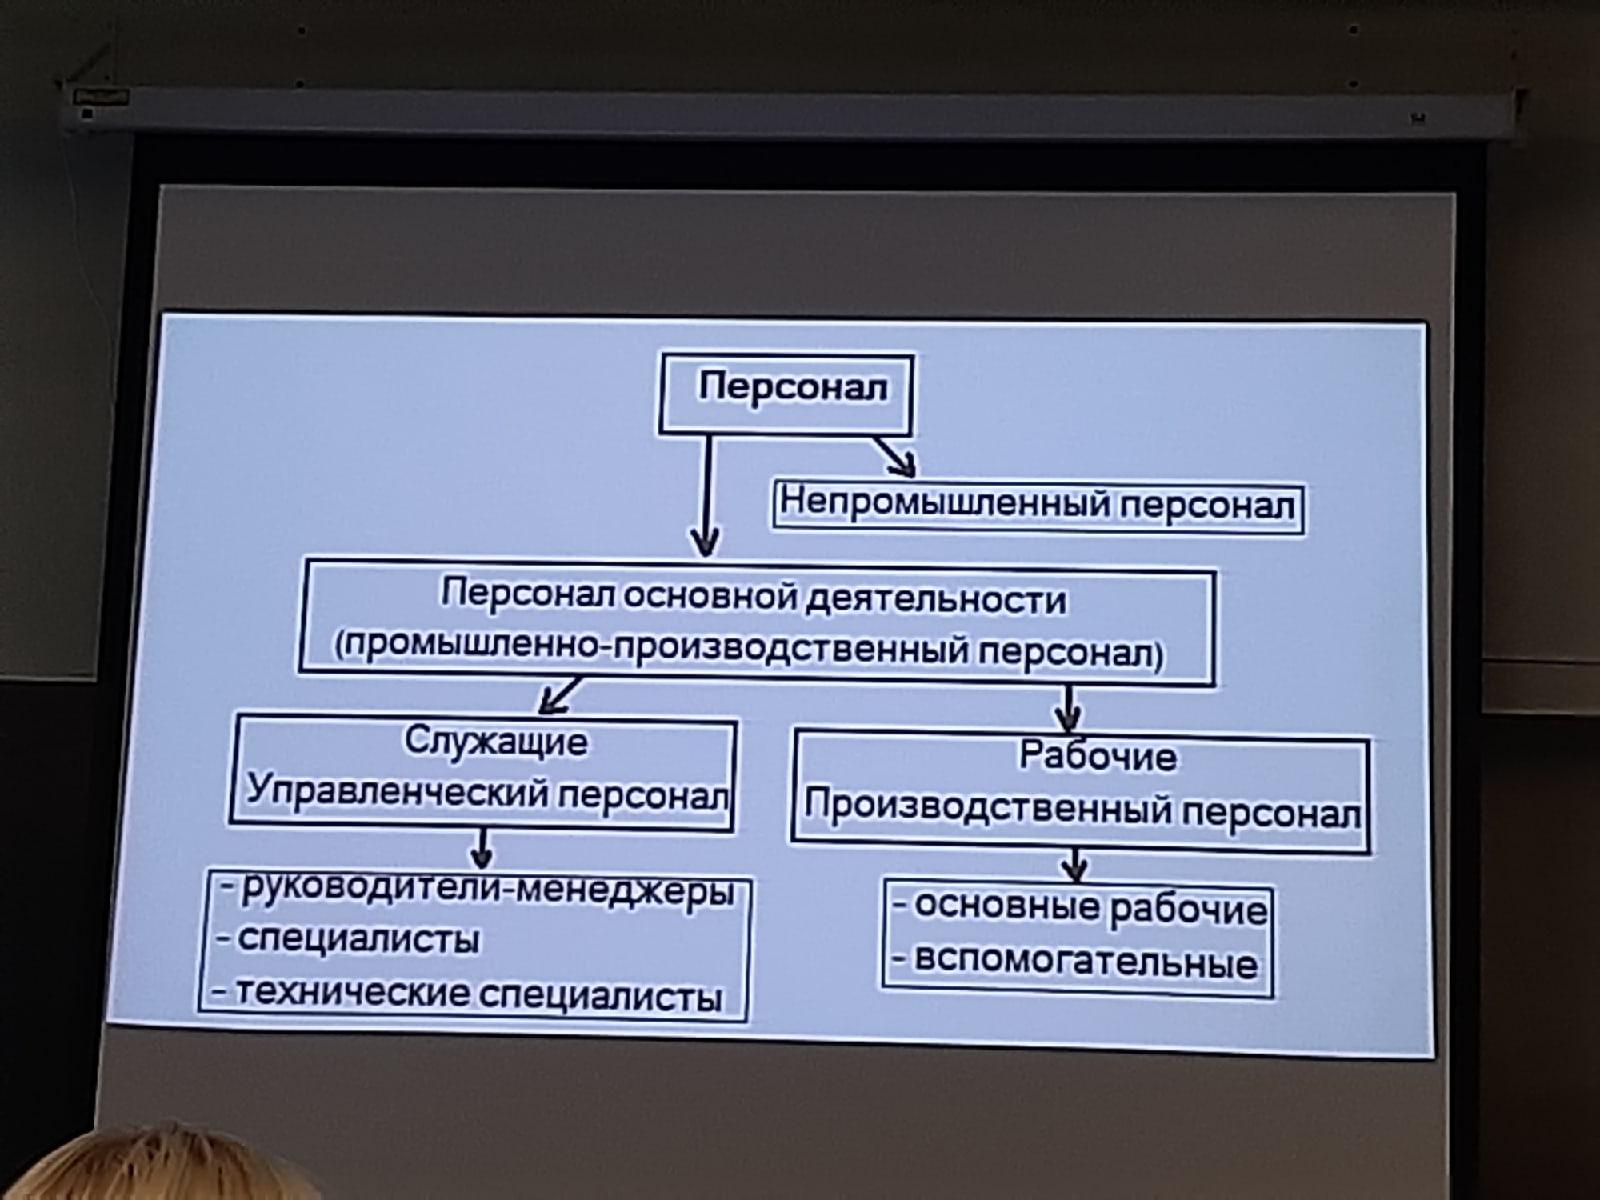 Персонал
Непромышленный персонал
Персонал основной деятельности
(промышленно-производственный персонал)
Служащие
Управленческий персонал
- руководители-менеджеры
- специалисты
- технические специалисты
Рабочие
Производственный персонал
- основные рабочие
- вспомогательные